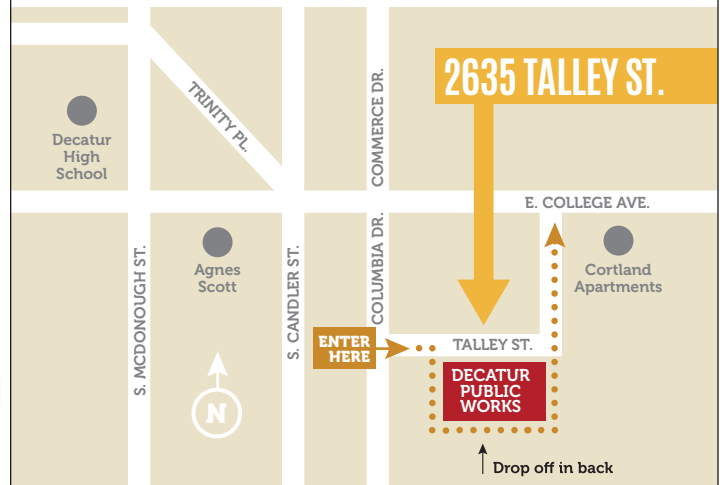 2635 TALLEY ST.
TRINITY PL.
COMMERCE DR.
Decatur
High
School
E. COLLEGE AVE.
S. MCDONOUGH ST.
Agnes
Scott
S. CANDLER ST.
COLUMBIA DR.
Cortland
Apartments
ENTER
HERE
TALLEY ST.
DECATUR
PUBLIC
WORKS
N
Drop off in back